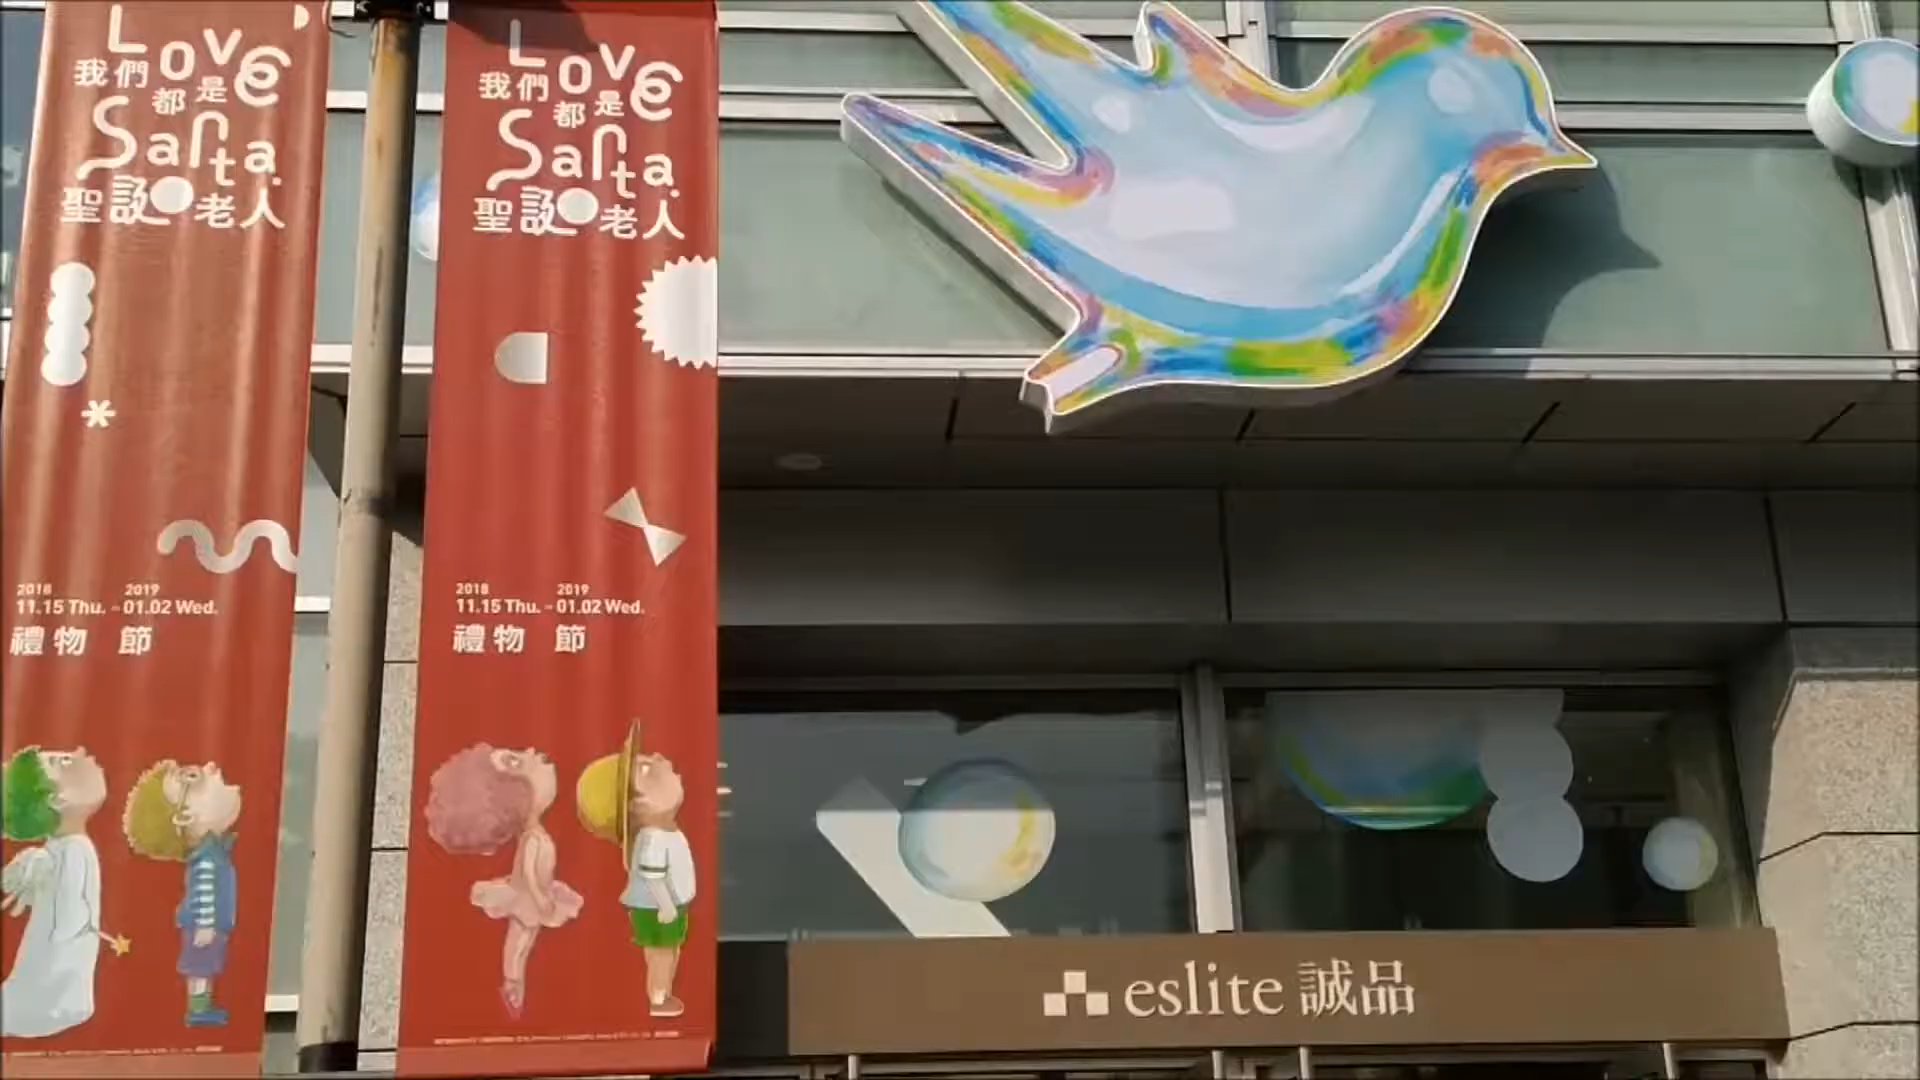 Love
我們都是
Santa
聖誕老人
2018 2019
11.15 Thu. - 01.02 Wed.
禮物 節
Love
我們都是
Santa
聖誕老人
2018 2019
11.15 Thu. - 01.02 Wed.
禮物 節
eslite 誠品